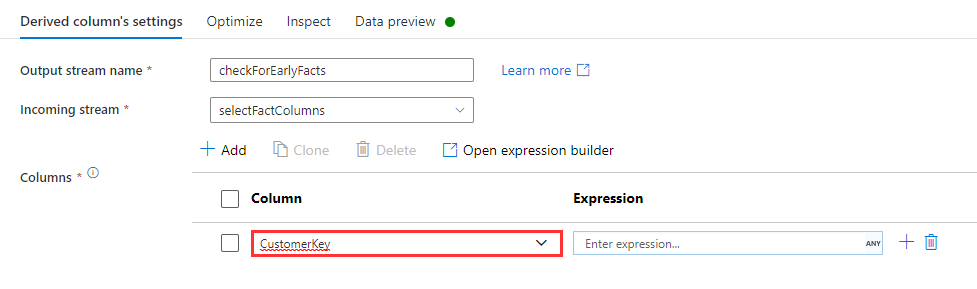 Derived column's settings Optimize Inspect Data preview
Output stream name * checkForEarlyFacts Learn more
Incoming stream * selectFactColumns
Add Clone Delete Open expression builder
Columns *
Column Expression
CustomerKey Enter expression... ANY